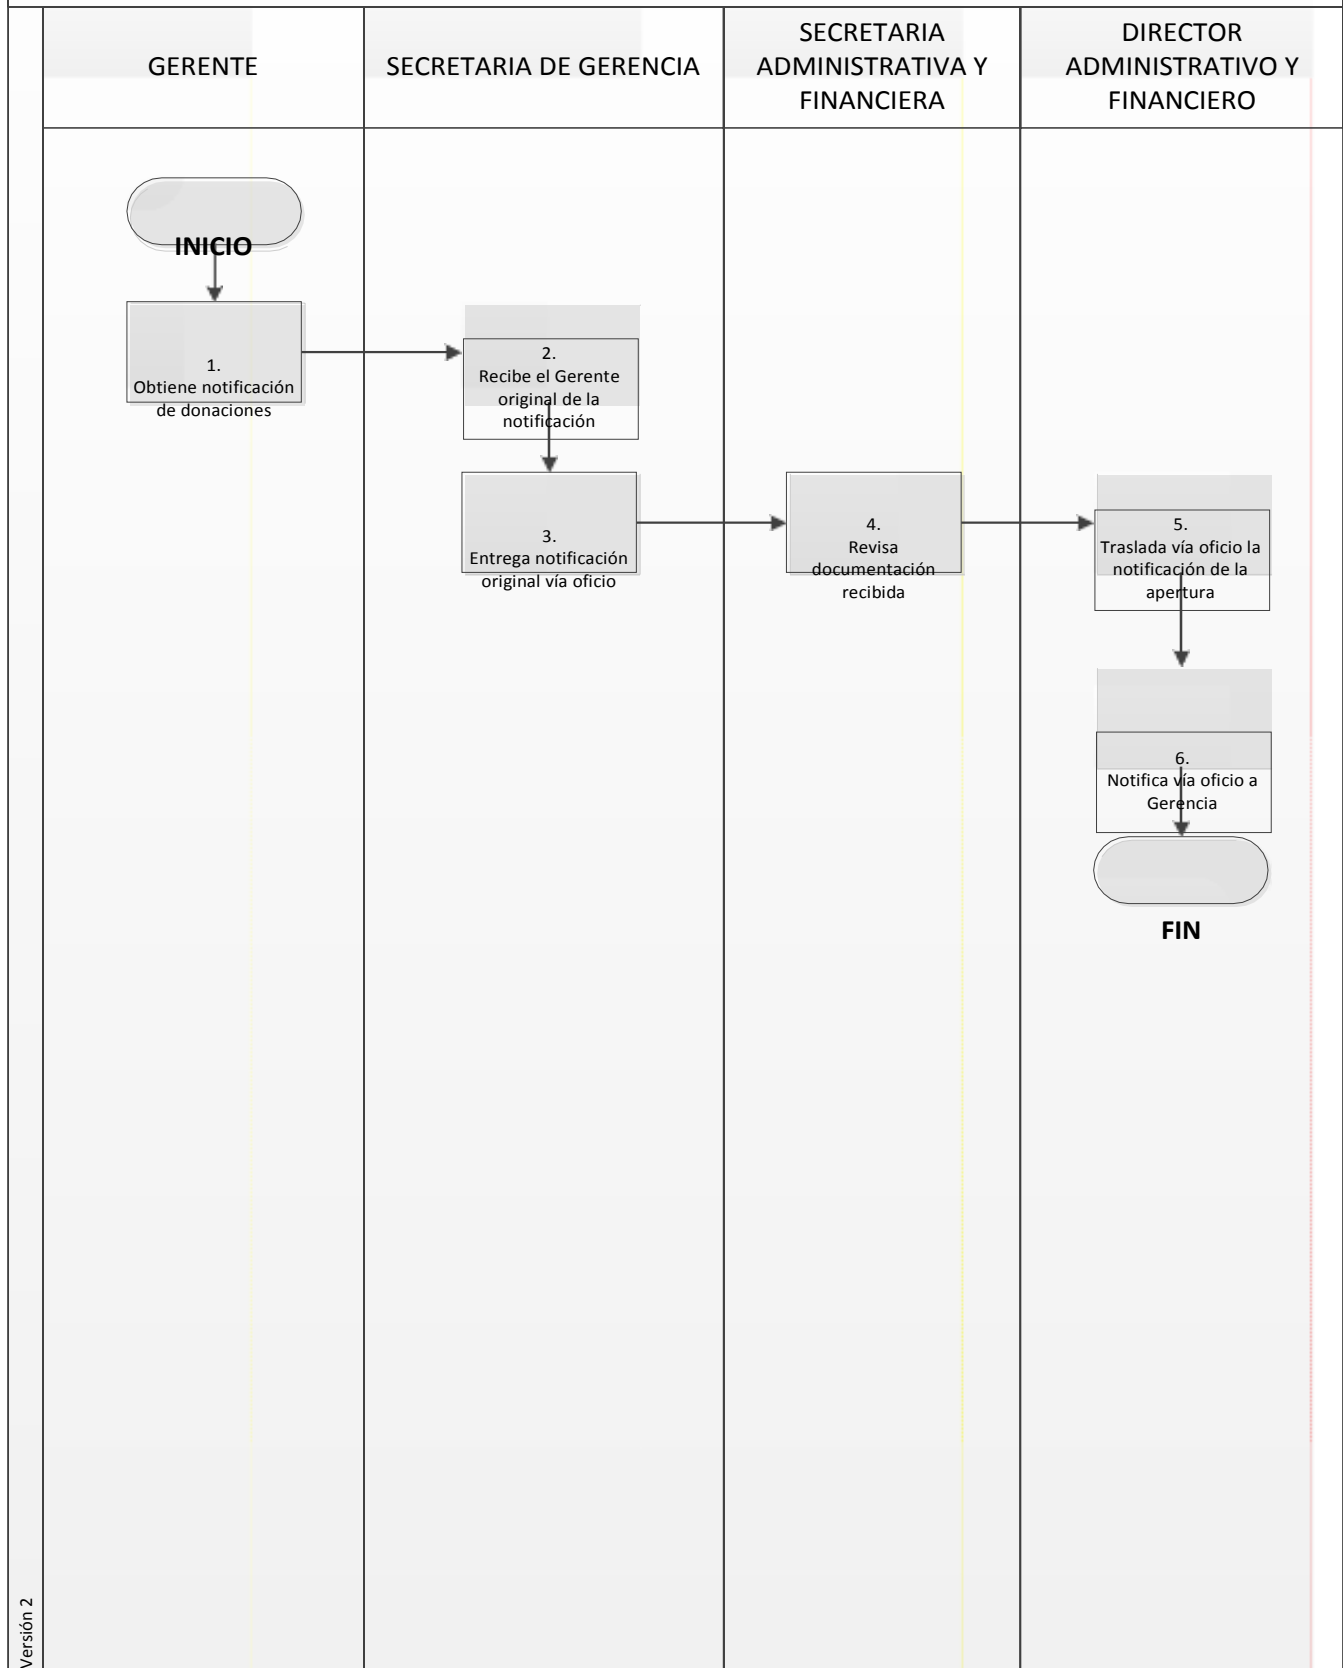 GERENTE
SECRETARIA DE GERENCIA
SECRETARIA
ADMINISTRATIVA Y
FINANCIERA
DIRECTOR
ADMINISTRATIVO Y
FINANCIERO
INICIO
1.
Obtiene notificación
de donaciones
2.
Recibe el Gerente
original de la
notificación
3.
Entrega notificación
original vía oficio
4.
Revisa
documentación
recibida
5.
Traslada vía oficio la
notificación de la
apertura
6.
Notifica vía oficio a
Gerencia
FIN
Versión 2